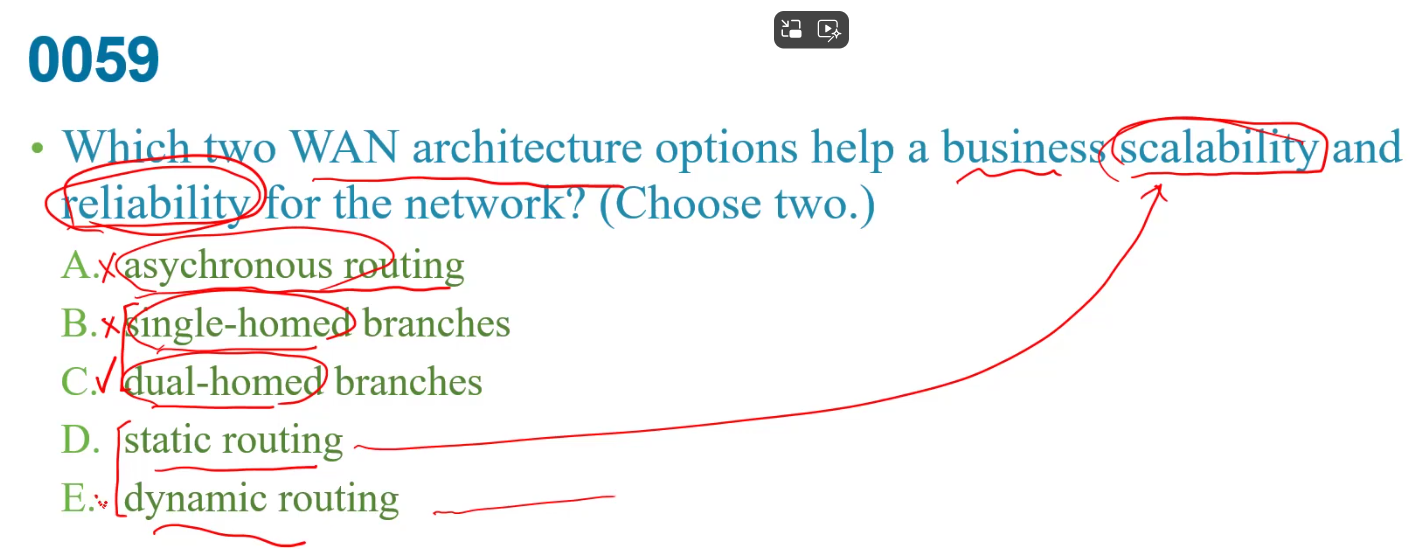 0059
• Which two WAN architecture options help a business scalability and
reliability for the network? (Choose two.)
A. asychronous routing
B. single-homed branches
C. dual-homed branches
D. static routing
E. dynamic routing